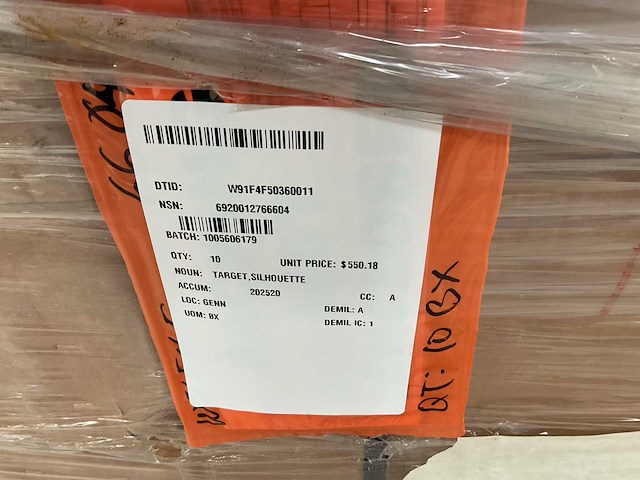 DTID: W91F4F50360011
NSN: 6920012766604
BATCH: 1005606179
QTY: 10 UNIT PRICE: $550.18
NOUN: TARGET,SILHOUETTE
ACCUM: 202520 CC: A
LOC: GENN DEMIL: A
UOM: BX DEMIL IC: 1
QT: 10 BX